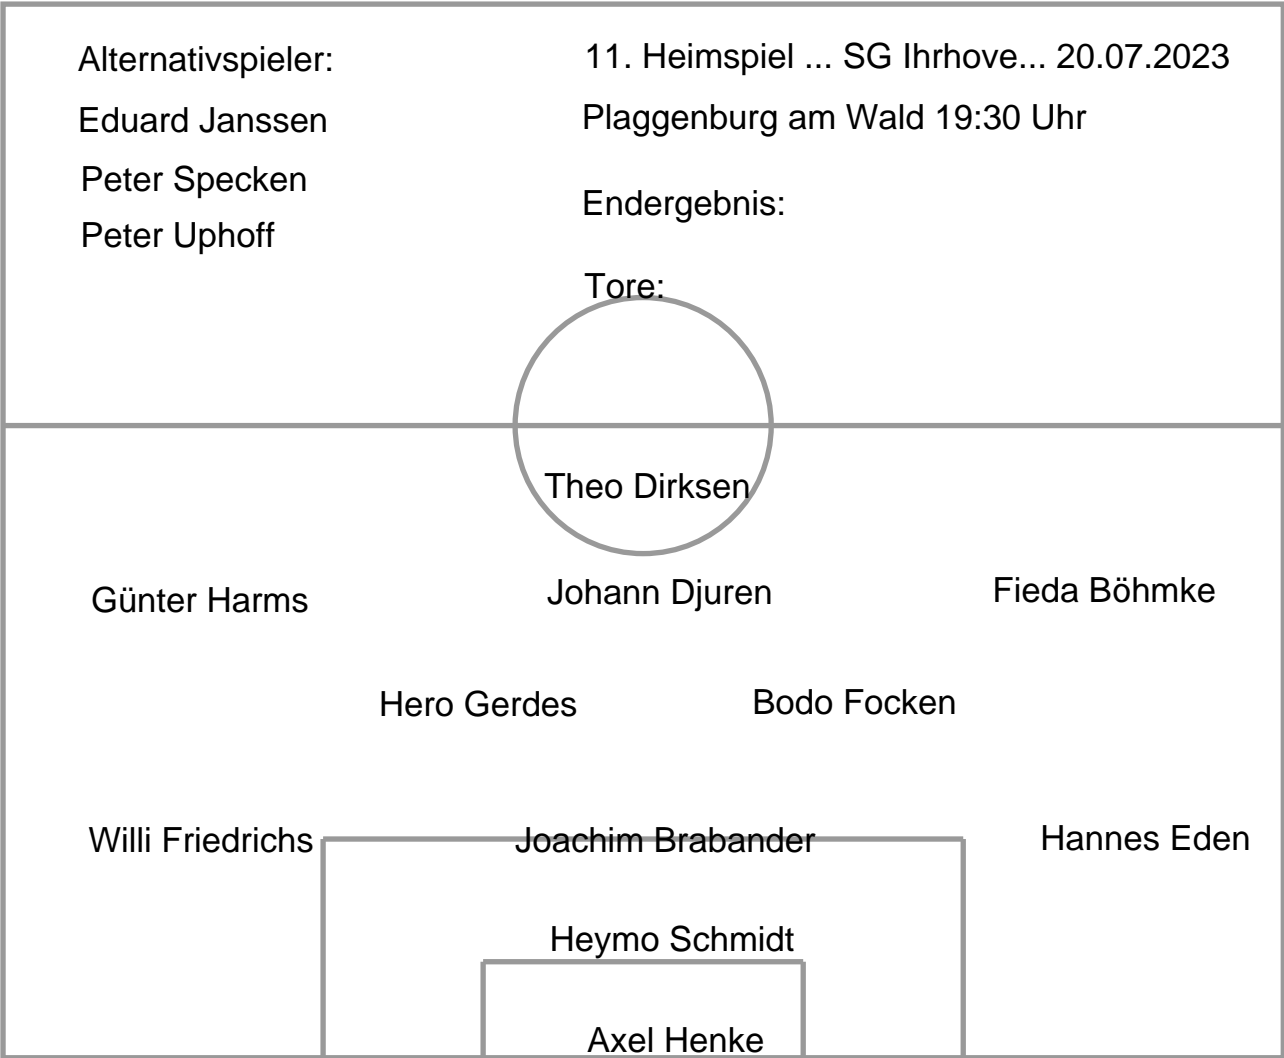 Alternativspieler:
Eduard Janssen
Peter Specken
Peter Uphoff
11. Heimspiel ... SG Ihrhove... 20.07.2023
Plaggenburg am Wald 19:30 Uhr
Endergebnis:
Tore:
Theo Dirksen
Günter Harms
Johann Djuren
Fieda Böhmke
Hero Gerdes
Bodo Focken
Willi Friedrichs
Joachim Brabander
Hannes Eden
Heymo Schmidt
Axel Henke